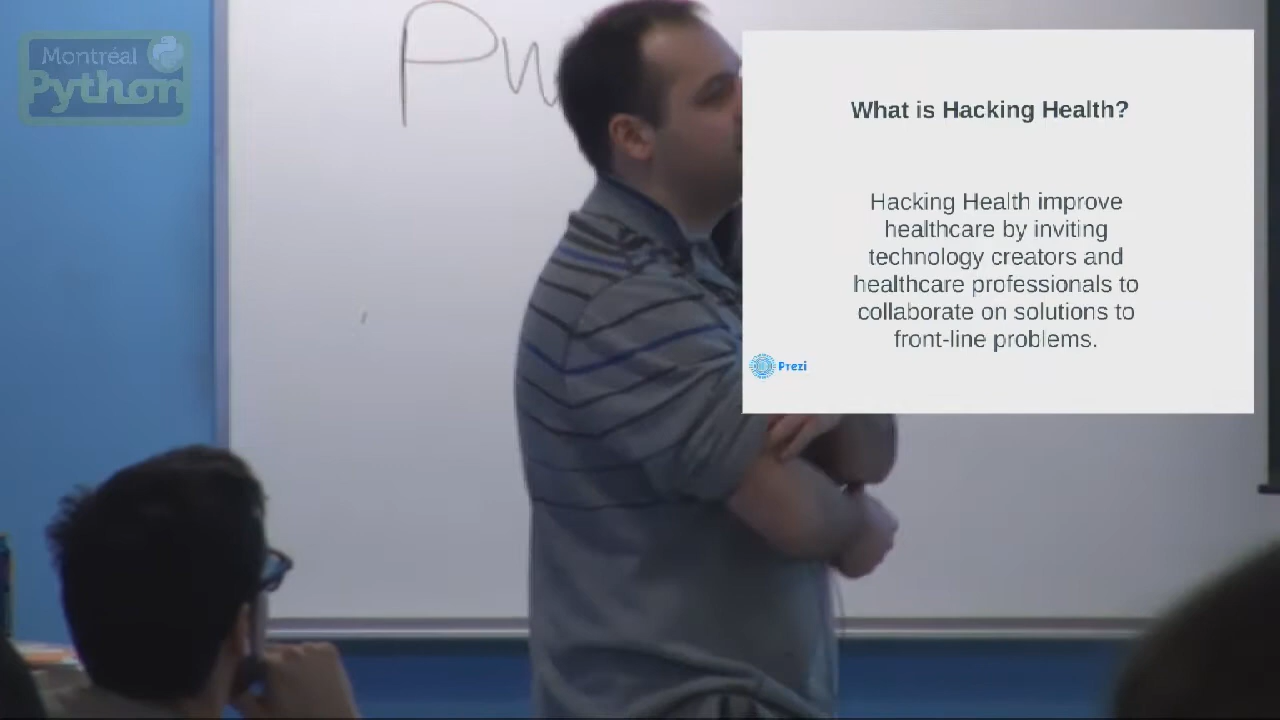 Montréal
Python
What is Hacking Health?
Hacking Health improve
healthcare by inviting
technology creators and
healthcare professionals to
collaborate on solutions to
front-line problems.
Prezi